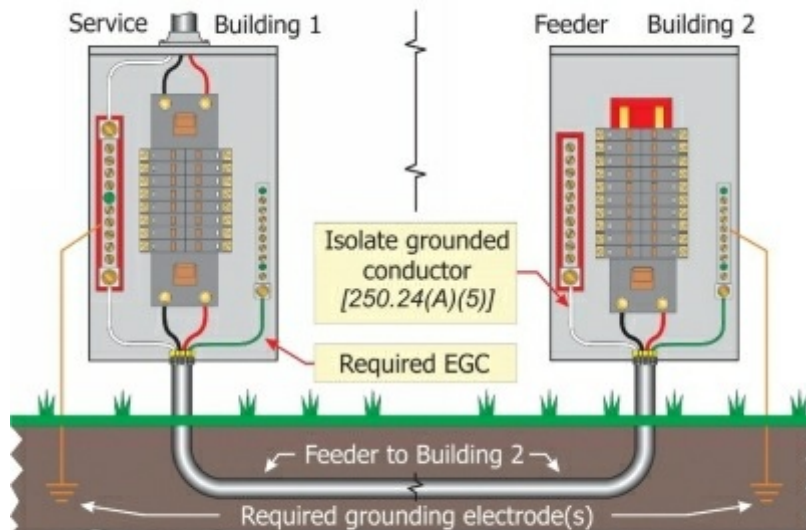 Service
Building 1
Feeder
Building 2
Isolate grounded
conductor
[250.24(A)(5)]
Required EGC
Feeder to Building 2
Required grounding electrode(s)